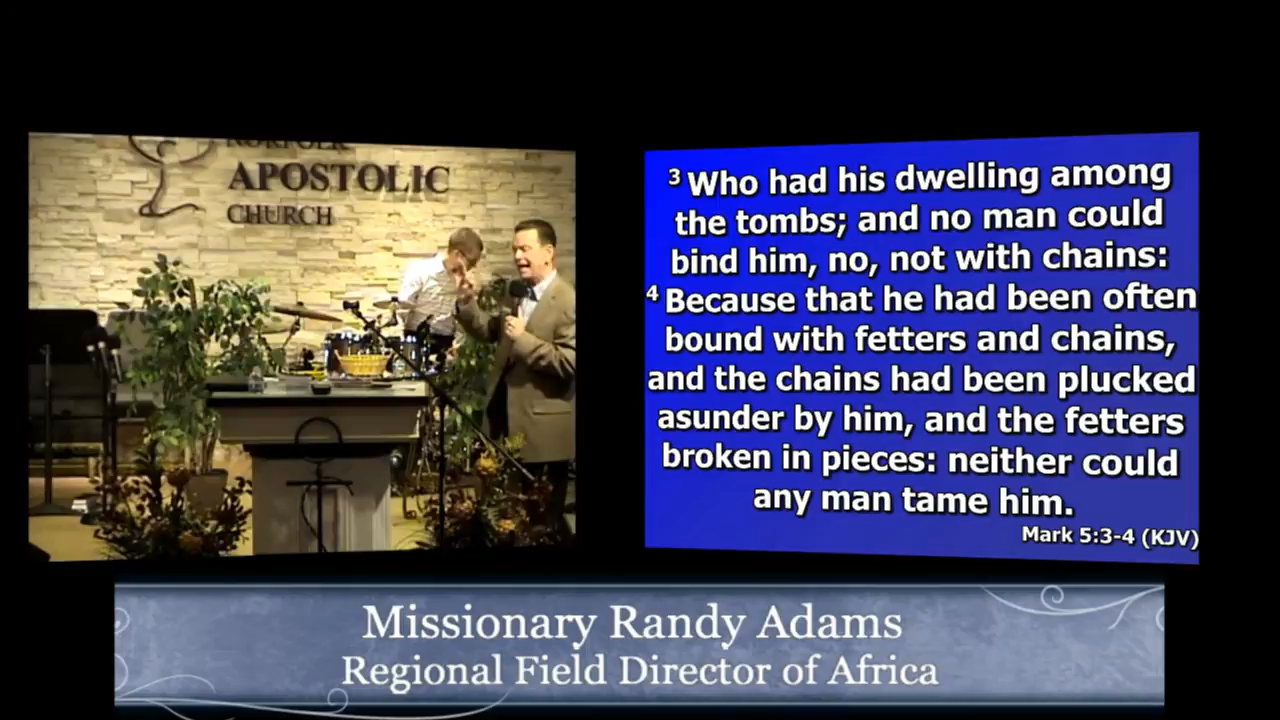 NORFOLK
APOSTOLIC
CHURCH
3 Who had his dwelling among
the tombs; and no man could
bind him, no, not with chains:
4 Because that he had been often
bound with fetters and chains,
and the chains had been plucked
asunder by him, and the fetters
broken in pieces: neither could
any man tame him.
Mark 5:3-4 (KJV)
Missionary Randy Adams
Regional Field Director of Africa